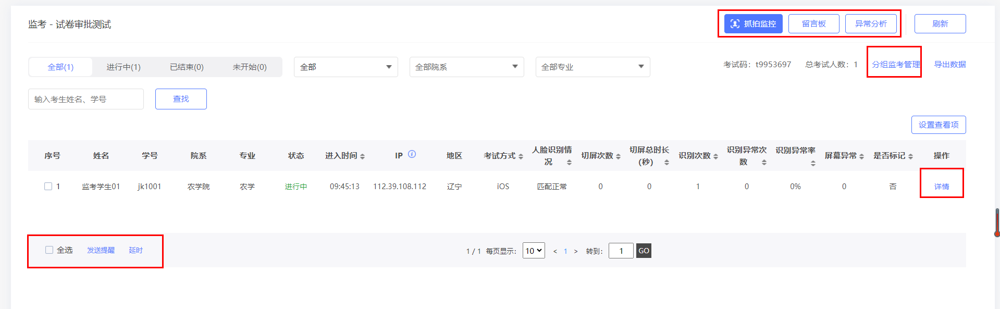 监考 - 试卷审批测试
抓拍监控 留言板 异常分析 刷新
全部(1) 进行中(1) 已结束(0) 未开始(0) 全部 全部院系 全部专业 考试码：t9953697 总考试人数：1 分组监考管理 导出数据
输入考生姓名、学号 查找
设置查看项
序号 姓名 学号 院系 专业 状态 进入时间 IP 地区 考试方式 人脸识别情况 切屏次数 切屏总时长(秒) 识别次数 识别异常次数 识别异常率 屏幕异常 是否标记 操作
1 监考学生01 jk1001 农学院 农学 进行中 09:45:13 112.39.108.112 辽宁 iOS 匹配正常 0 0 1 0 0% 0 否 详情
全选 发送提醒 延时 1 / 1 每页显示： 10 < 1 > 转到： 1 GO